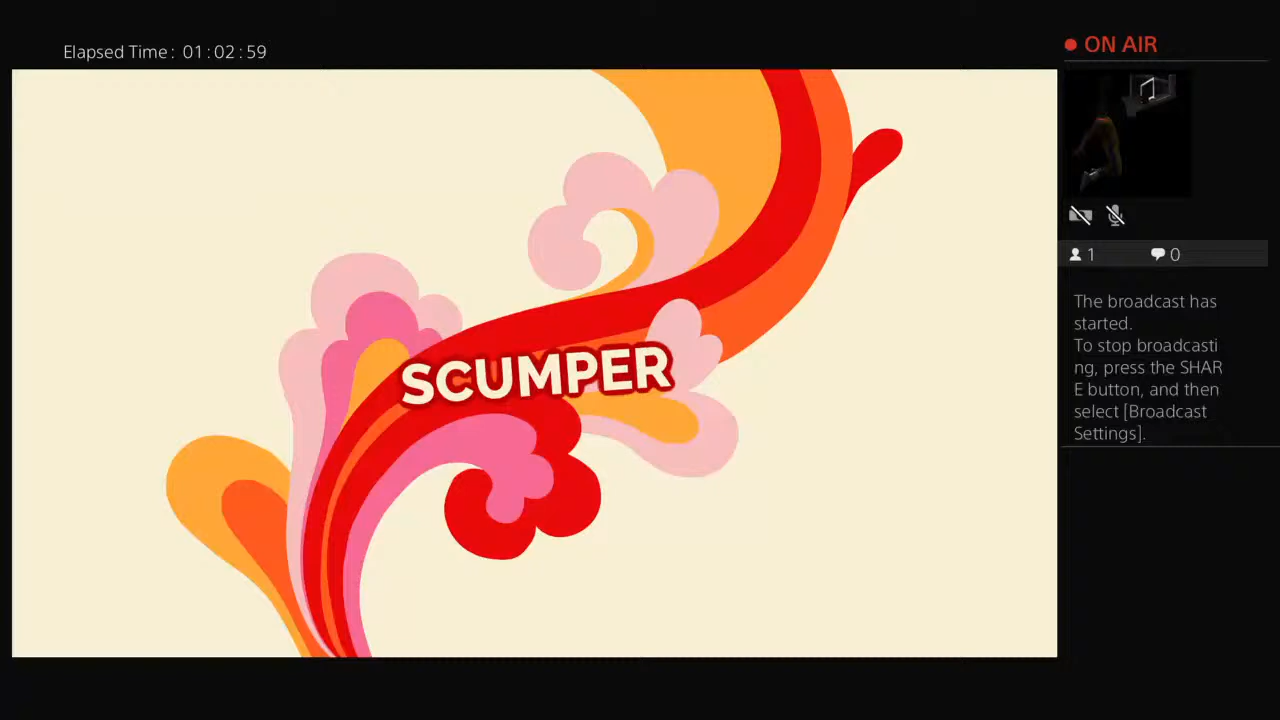 Elapsed Time: 01:02:59
ON AIR
1 0
The broadcast has
started.
To stop broadcasti
ng, press the SHAR
E button, and then
select [Broadcast
Settings].
SCUMPER